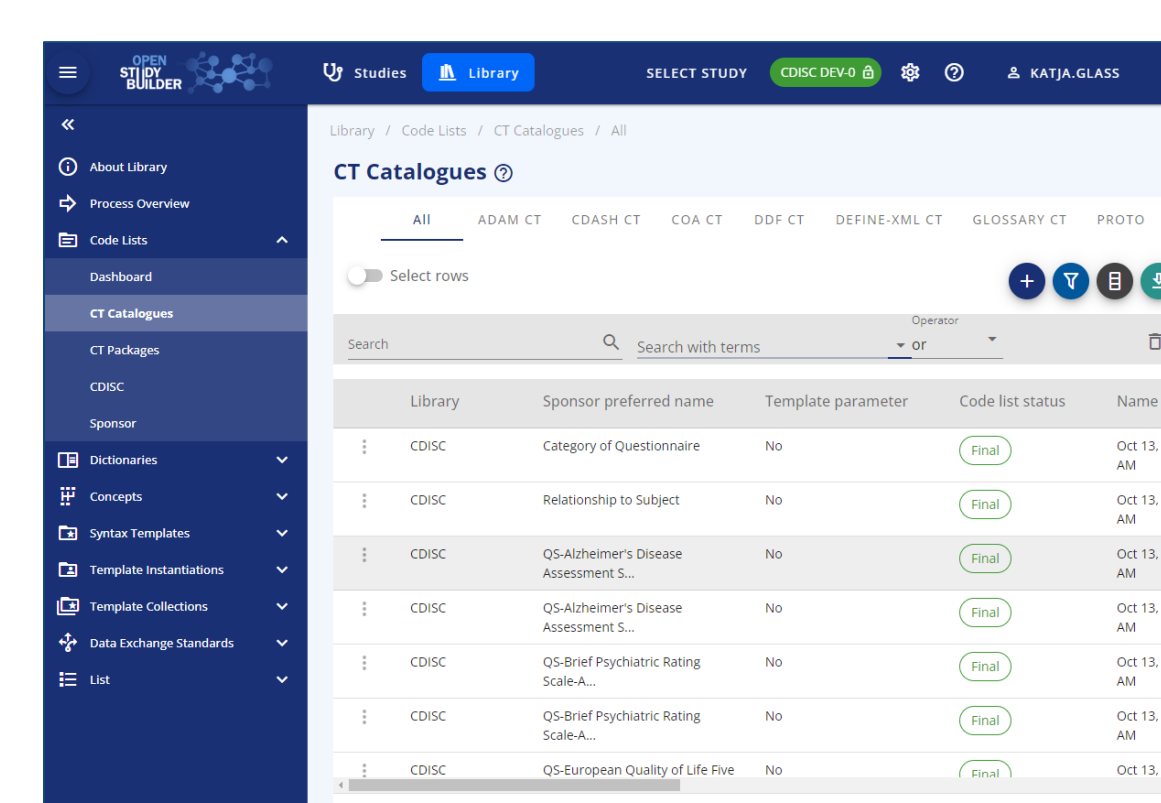 OPEN
STUDY
BUILDER
Studies
Library
SELECT STUDY
CDISC DEV-0
KATJA.GLASS
About Library
Process Overview
Code Lists
Dashboard
CT Catalogues
CT Packages
CDISC
Sponsor
Dictionaries
Concepts
Syntax Templates
Template Instantiations
Template Collections
Data Exchange Standards
List
Library / Code Lists / CT Catalogues / All
CT Catalogues
All ADAM CT CDASH CT COA CT DDF CT DEFINE-XML CT GLOSSARY CT PROTO
Select rows
Search
Search with terms
Operator
or
Library Sponsor preferred name Template parameter Code list status Name
CDISC Category of Questionnaire No Final Oct 13,
AM
CDISC Relationship to Subject No Final Oct 13,
AM
CDISC QS-Alzheimer's Disease No Final Oct 13,
Assessment S... AM
CDISC QS-Alzheimer's Disease No Final Oct 13,
Assessment S... AM
CDISC QS-Brief Psychiatric Rating No Final Oct 13,
Scale-A... AM
CDISC QS-Brief Psychiatric Rating No Final Oct 13,
Scale-A... AM
CDISC QS-European Quality of Life Five No Final Oct 13,